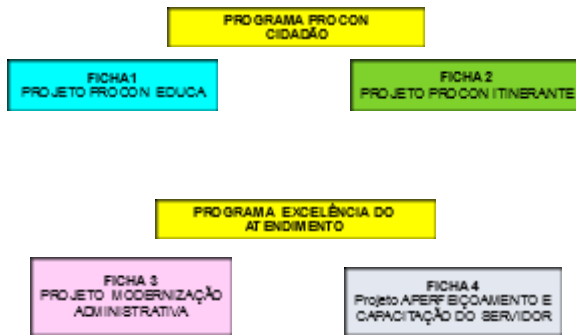 PROGRAMA PROCON
CIDADÃO
FICHA1
PROJETO PROCON EDUCA
FICHA 2
PROJETO PROCON ITINERANTE
PROGRAMA EXCELÊNCIA DO
ATENDIMENTO
FICHA 3
PROJETO MODERNIZAÇÃO
ADMINISTRATIVA
FICHA 4
Projeto APERFEIÇOAMENTO E
CAPACITAÇÃO DO SERVIDOR